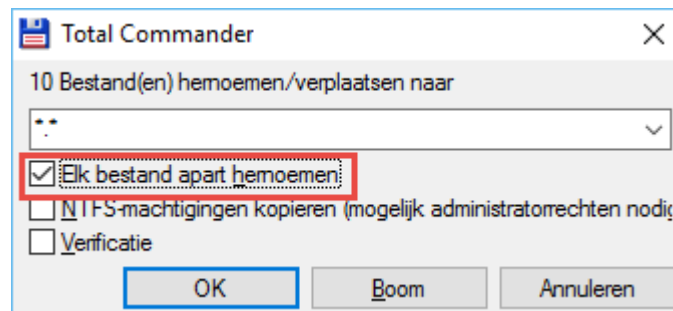 Total Commander
10 Bestand(en) hernoemen/verplaatsen naar
*.*
Elk bestand apart hernoemen
NTFS-machtigingen kopieren (mogelijk administratorrechten nodig
Verificatie
OK Boom Annuleren